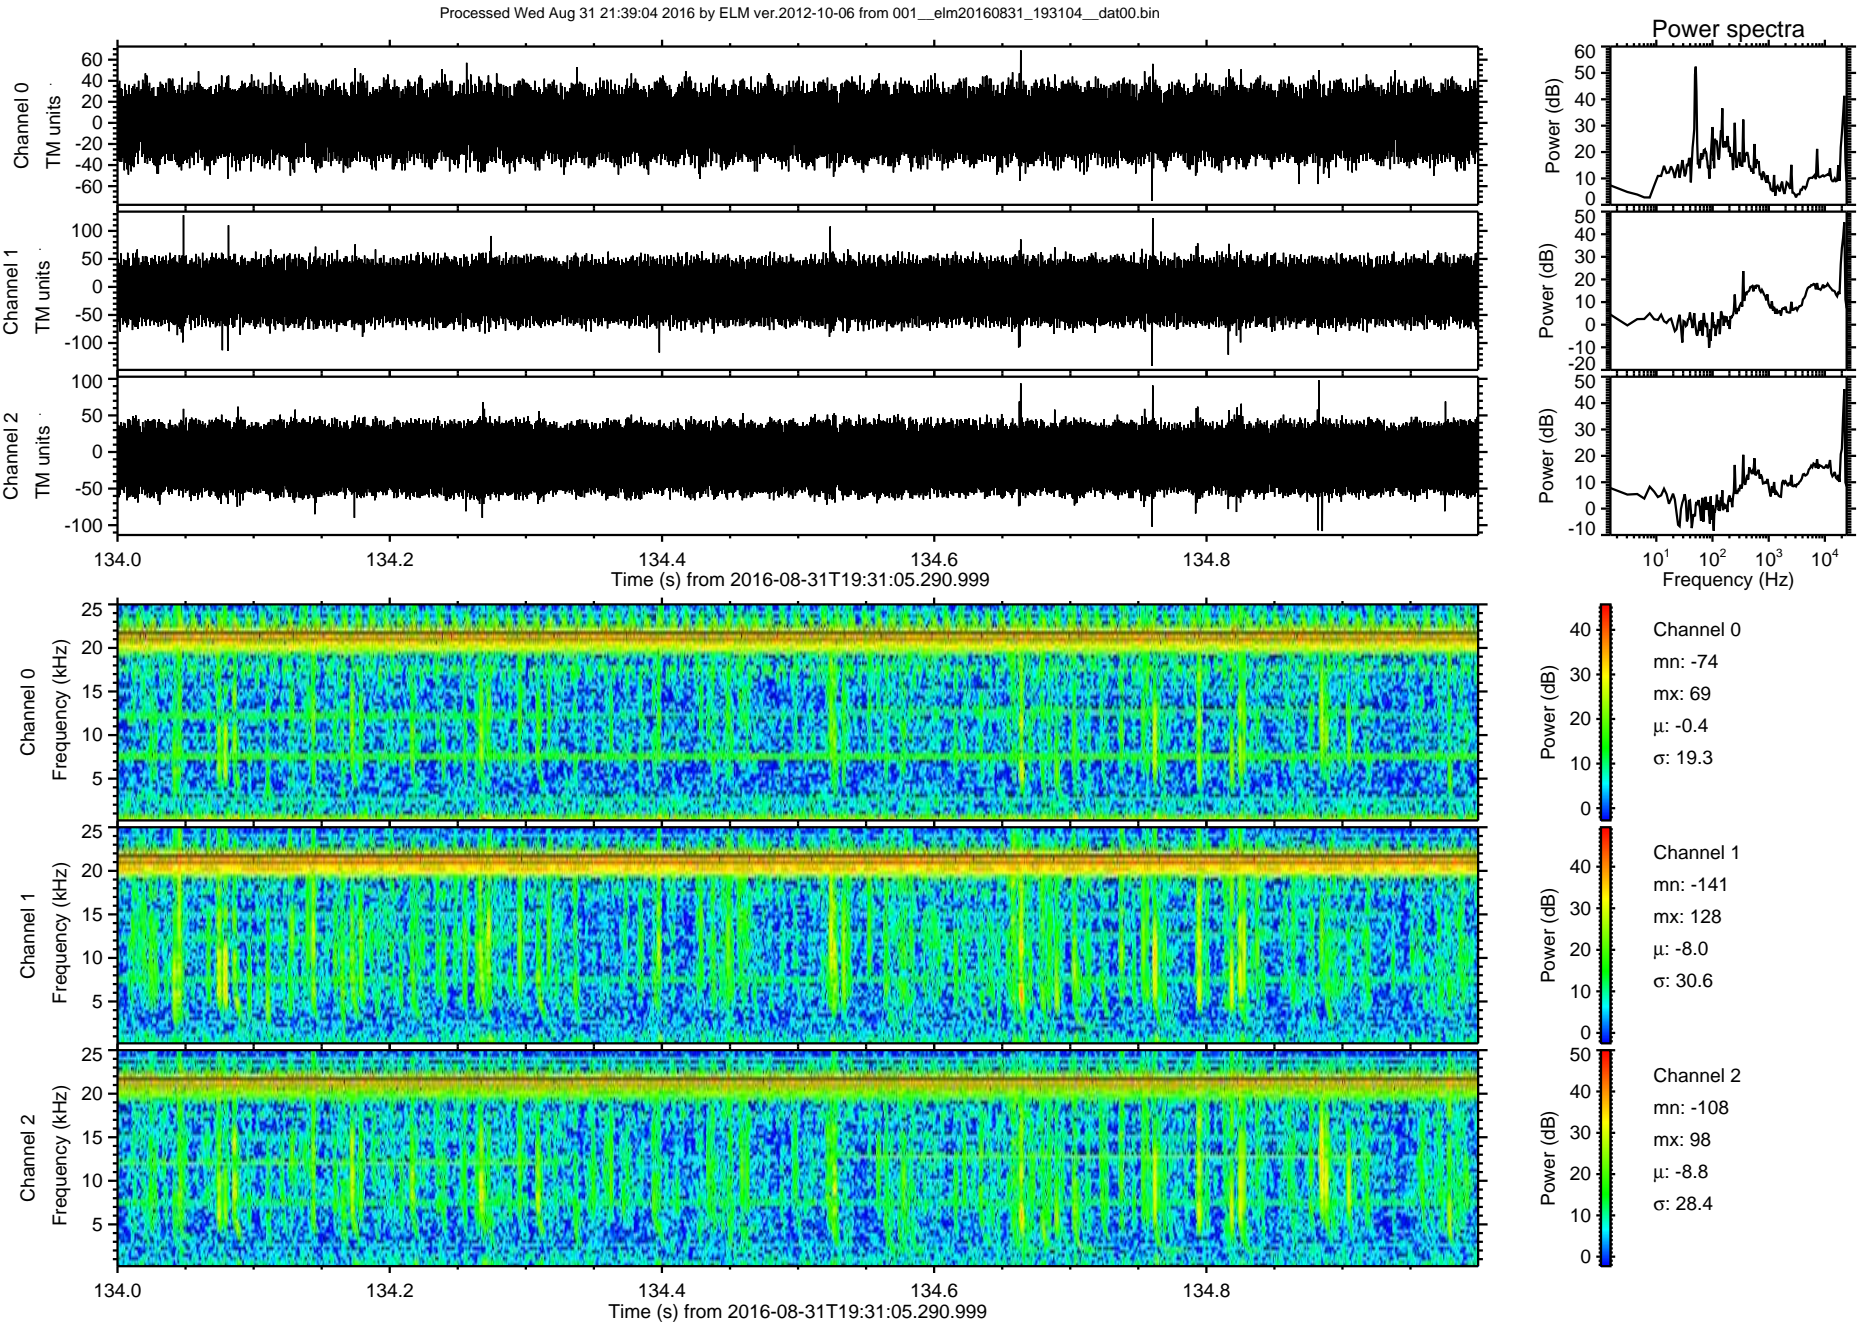 Processed Wed Aug 31 21:39:04 2016 by ELM ver.2012-10-06 from 001__elm20160831_193104__dat00.bin
Power spectra
Channel 0
TM units
60
40
20
0
-20
-40
-60
Power (dB)
60
50
40
30
20
10
0
Channel 1
TM units
100
50
0
-50
-100
Power (dB)
50
40
30
20
10
0
-10
-20
Channel 2
TM units
100
50
0
-50
-100
Power (dB)
50
40
30
20
10
0
-10
134.0 134.2 134.4 134.6 134.8
Time (s) from 2016-08-31T19:31:05.290.999
10¹ 10² 10³ 10⁴
Frequency (Hz)
Channel 0
Frequency (kHz)
25
20
15
10
5
Power (dB)
40
30
20
10
0
Channel 0
mn: -74
mx: 69
μ: -0.4
σ: 19.3
Channel 1
Frequency (kHz)
25
20
15
10
5
Power (dB)
40
30
20
10
0
Channel 1
mn: -141
mx: 128
μ: -8.0
σ: 30.6
Channel 2
Frequency (kHz)
25
20
15
10
5
Power (dB)
50
40
30
20
10
0
Channel 2
mn: -108
mx: 98
μ: -8.8
σ: 28.4
134.0 134.2 134.4 134.6 134.8
Time (s) from 2016-08-31T19:31:05.290.999